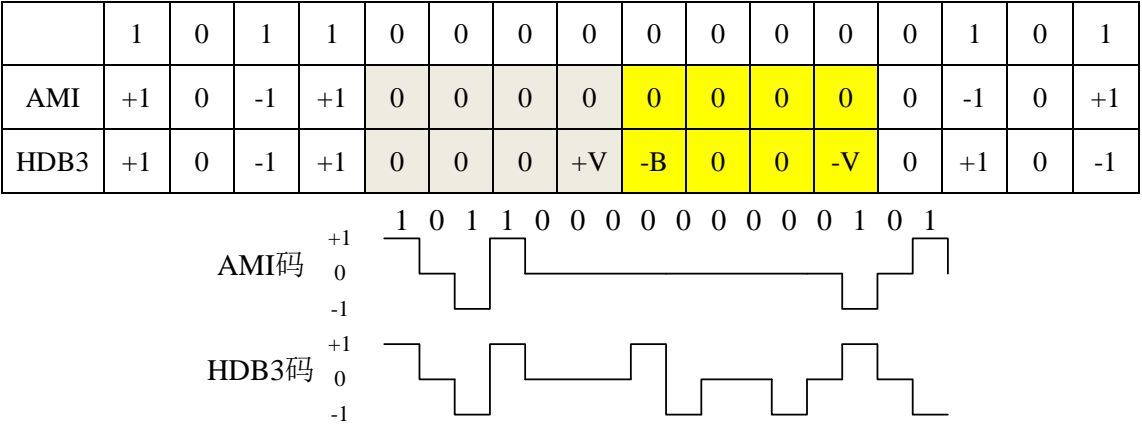 1 0 1 1 0 0 0 0 0 0 0 0 0 1 0 1
AMI +1 0 -1 +1 0 0 0 0 0 0 0 0 0 -1 0 +1
HDB3 +1 0 -1 +1 0 0 0 +V -B 0 0 -V 0 +1 0 -1
1 0 1 1 0 0 0 0 0 0 0 0 0 1 0 1
+1
AMI码 0
-1
+1
HDB3码 0
-1